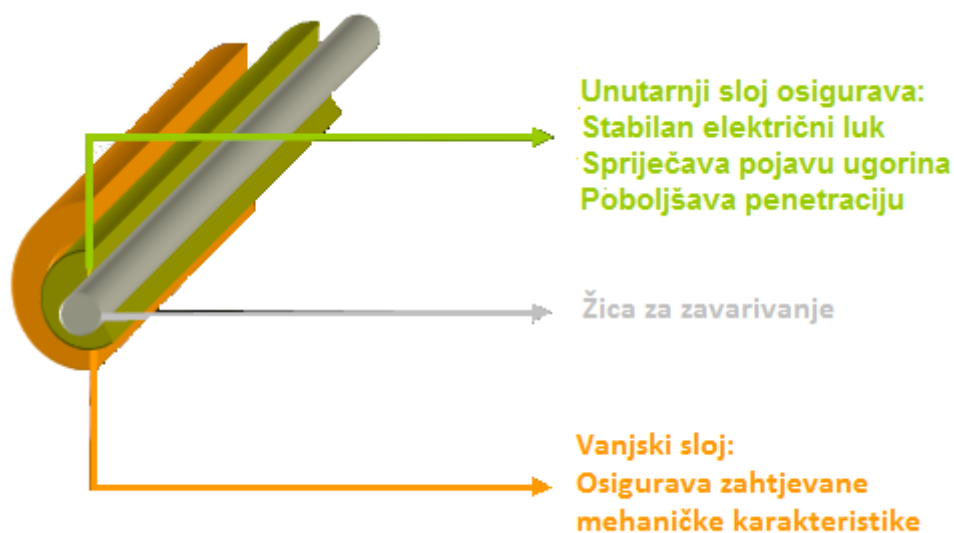 Unutarnji sloj osigurava:
Stabilan električni luk
Spriječava pojavu ugorina
Poboljšava penetraciju
Žica za zavarivanje
Vanjski sloj:
Osigurava zahtjevane
mehaničke karakteristike